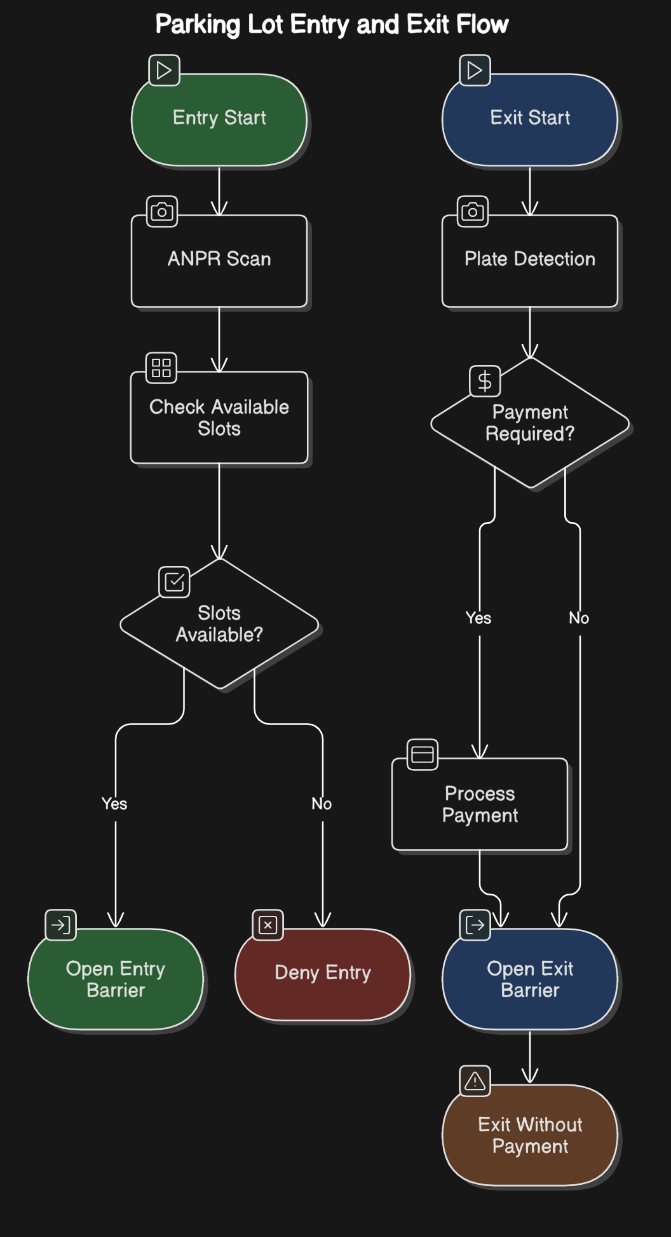 Parking Lot Entry and Exit Flow
Entry Start
Exit Start
ANPR Scan
Plate Detection
Check Available
Slots
Payment
Required?
Slots
Available?
Yes
No
Yes
No
Process
Payment
Open Entry
Barrier
Deny Entry
Open Exit
Barrier
Exit Without
Payment